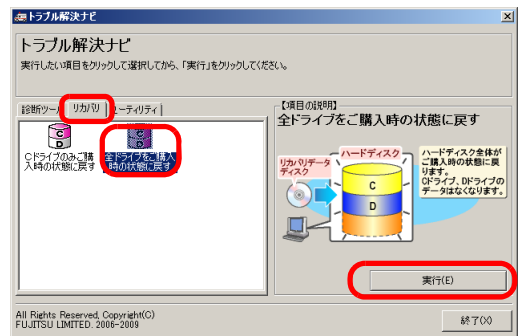 トラブル解決ナビ
トラブル解決ナビ
実行したい項目をクリックして選択してから、「実行」をクリックしてください。
診断ツール リカバリ ユーティリティ
C
D
Cドライブのみご購
入時の状態に戻す
C
D
全ドライブをご購入
時の状態に戻す
【項目の説明】
全ドライブをご購入時の状態に戻す
リカバリデータ
ディスク
ハードディスク
C
D
ハードディスク全体が
ご購入時の状態に戻
ります。
Cドライブ、Dドライブの
データはなくなります。
実行(E)
All Rights Reserved, Copyright(C)
FUJITSU LIMITED. 2006-2009
終了(X)